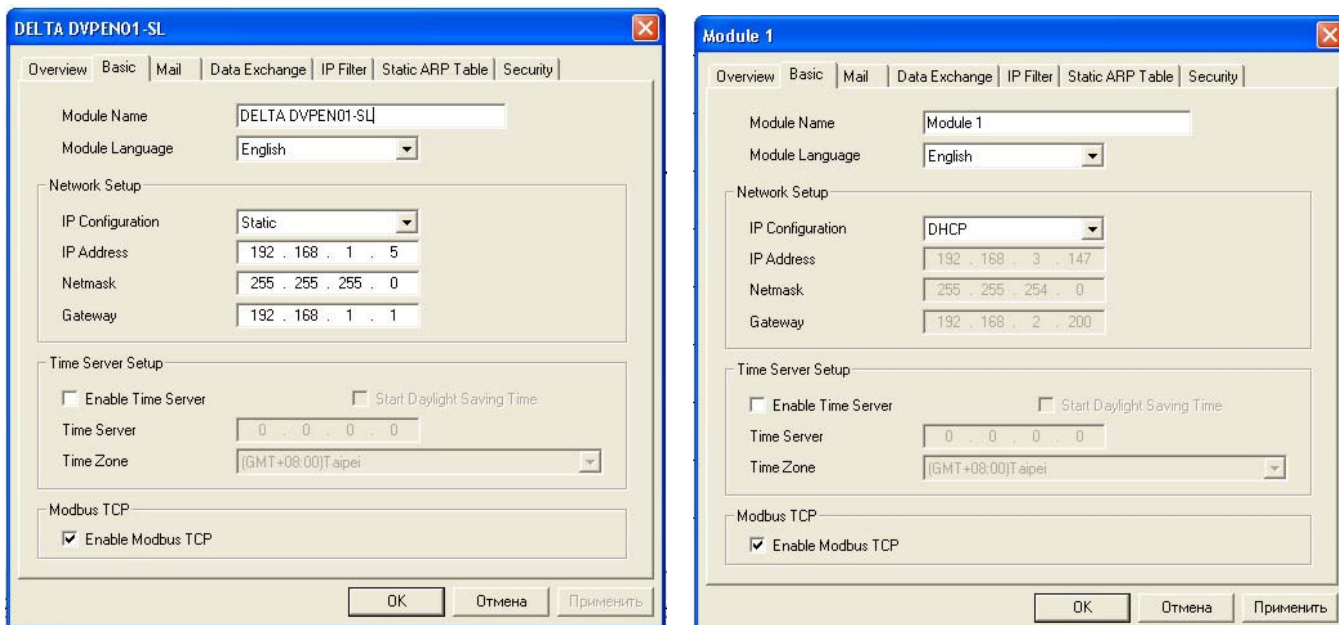 DELTA DVPEN01-SL
Overview Basic Mail Data Exchange IP Filter Static ARP Table Security
Module Name DELTA DVPEN01-SL
Module Language English
Network Setup
IP Configuration Static
IP Address 192 . 168 . 1 . 5
Netmask 255 . 255 . 255 . 0
Gateway 192 . 168 . 1 . 1
Time Server Setup
Enable Time Server Start Daylight Saving Time
Time Server 0 . 0 . 0 . 0
Time Zone (GMT+08:00)Taipei
Modbus TCP
Enable Modbus TCP
OK Отмена Применить
Module 1
Overview Basic Mail Data Exchange IP Filter Static ARP Table Security
Module Name Module 1
Module Language English
Network Setup
IP Configuration DHCP
IP Address 192 . 168 . 3 . 147
Netmask 255 . 255 . 254 . 0
Gateway 192 . 168 . 2 . 200
Time Server Setup
Enable Time Server Start Daylight Saving Time
Time Server 0 . 0 . 0 . 0
Time Zone (GMT+08:00)Taipei
Modbus TCP
Enable Modbus TCP
OK Отмена Применить